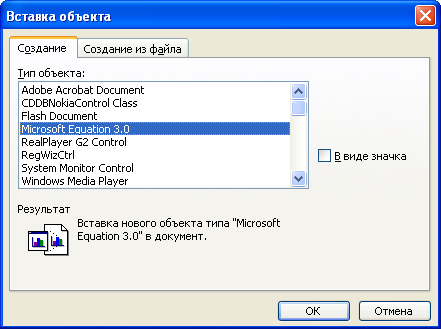 Вставка объекта
Создание
Создание из файла
Тип объекта:
Adobe Acrobat Document
CDDBNokiaControl Class
Flash Document
Microsoft Equation 3.0
RealPlayer G2 Control
RegWizCtrl
System Monitor Control
Windows Media Player
В виде значка
Результат
Вставка нового объекта типа "Microsoft
Equation 3.0" в документ.
ОК
Отмена